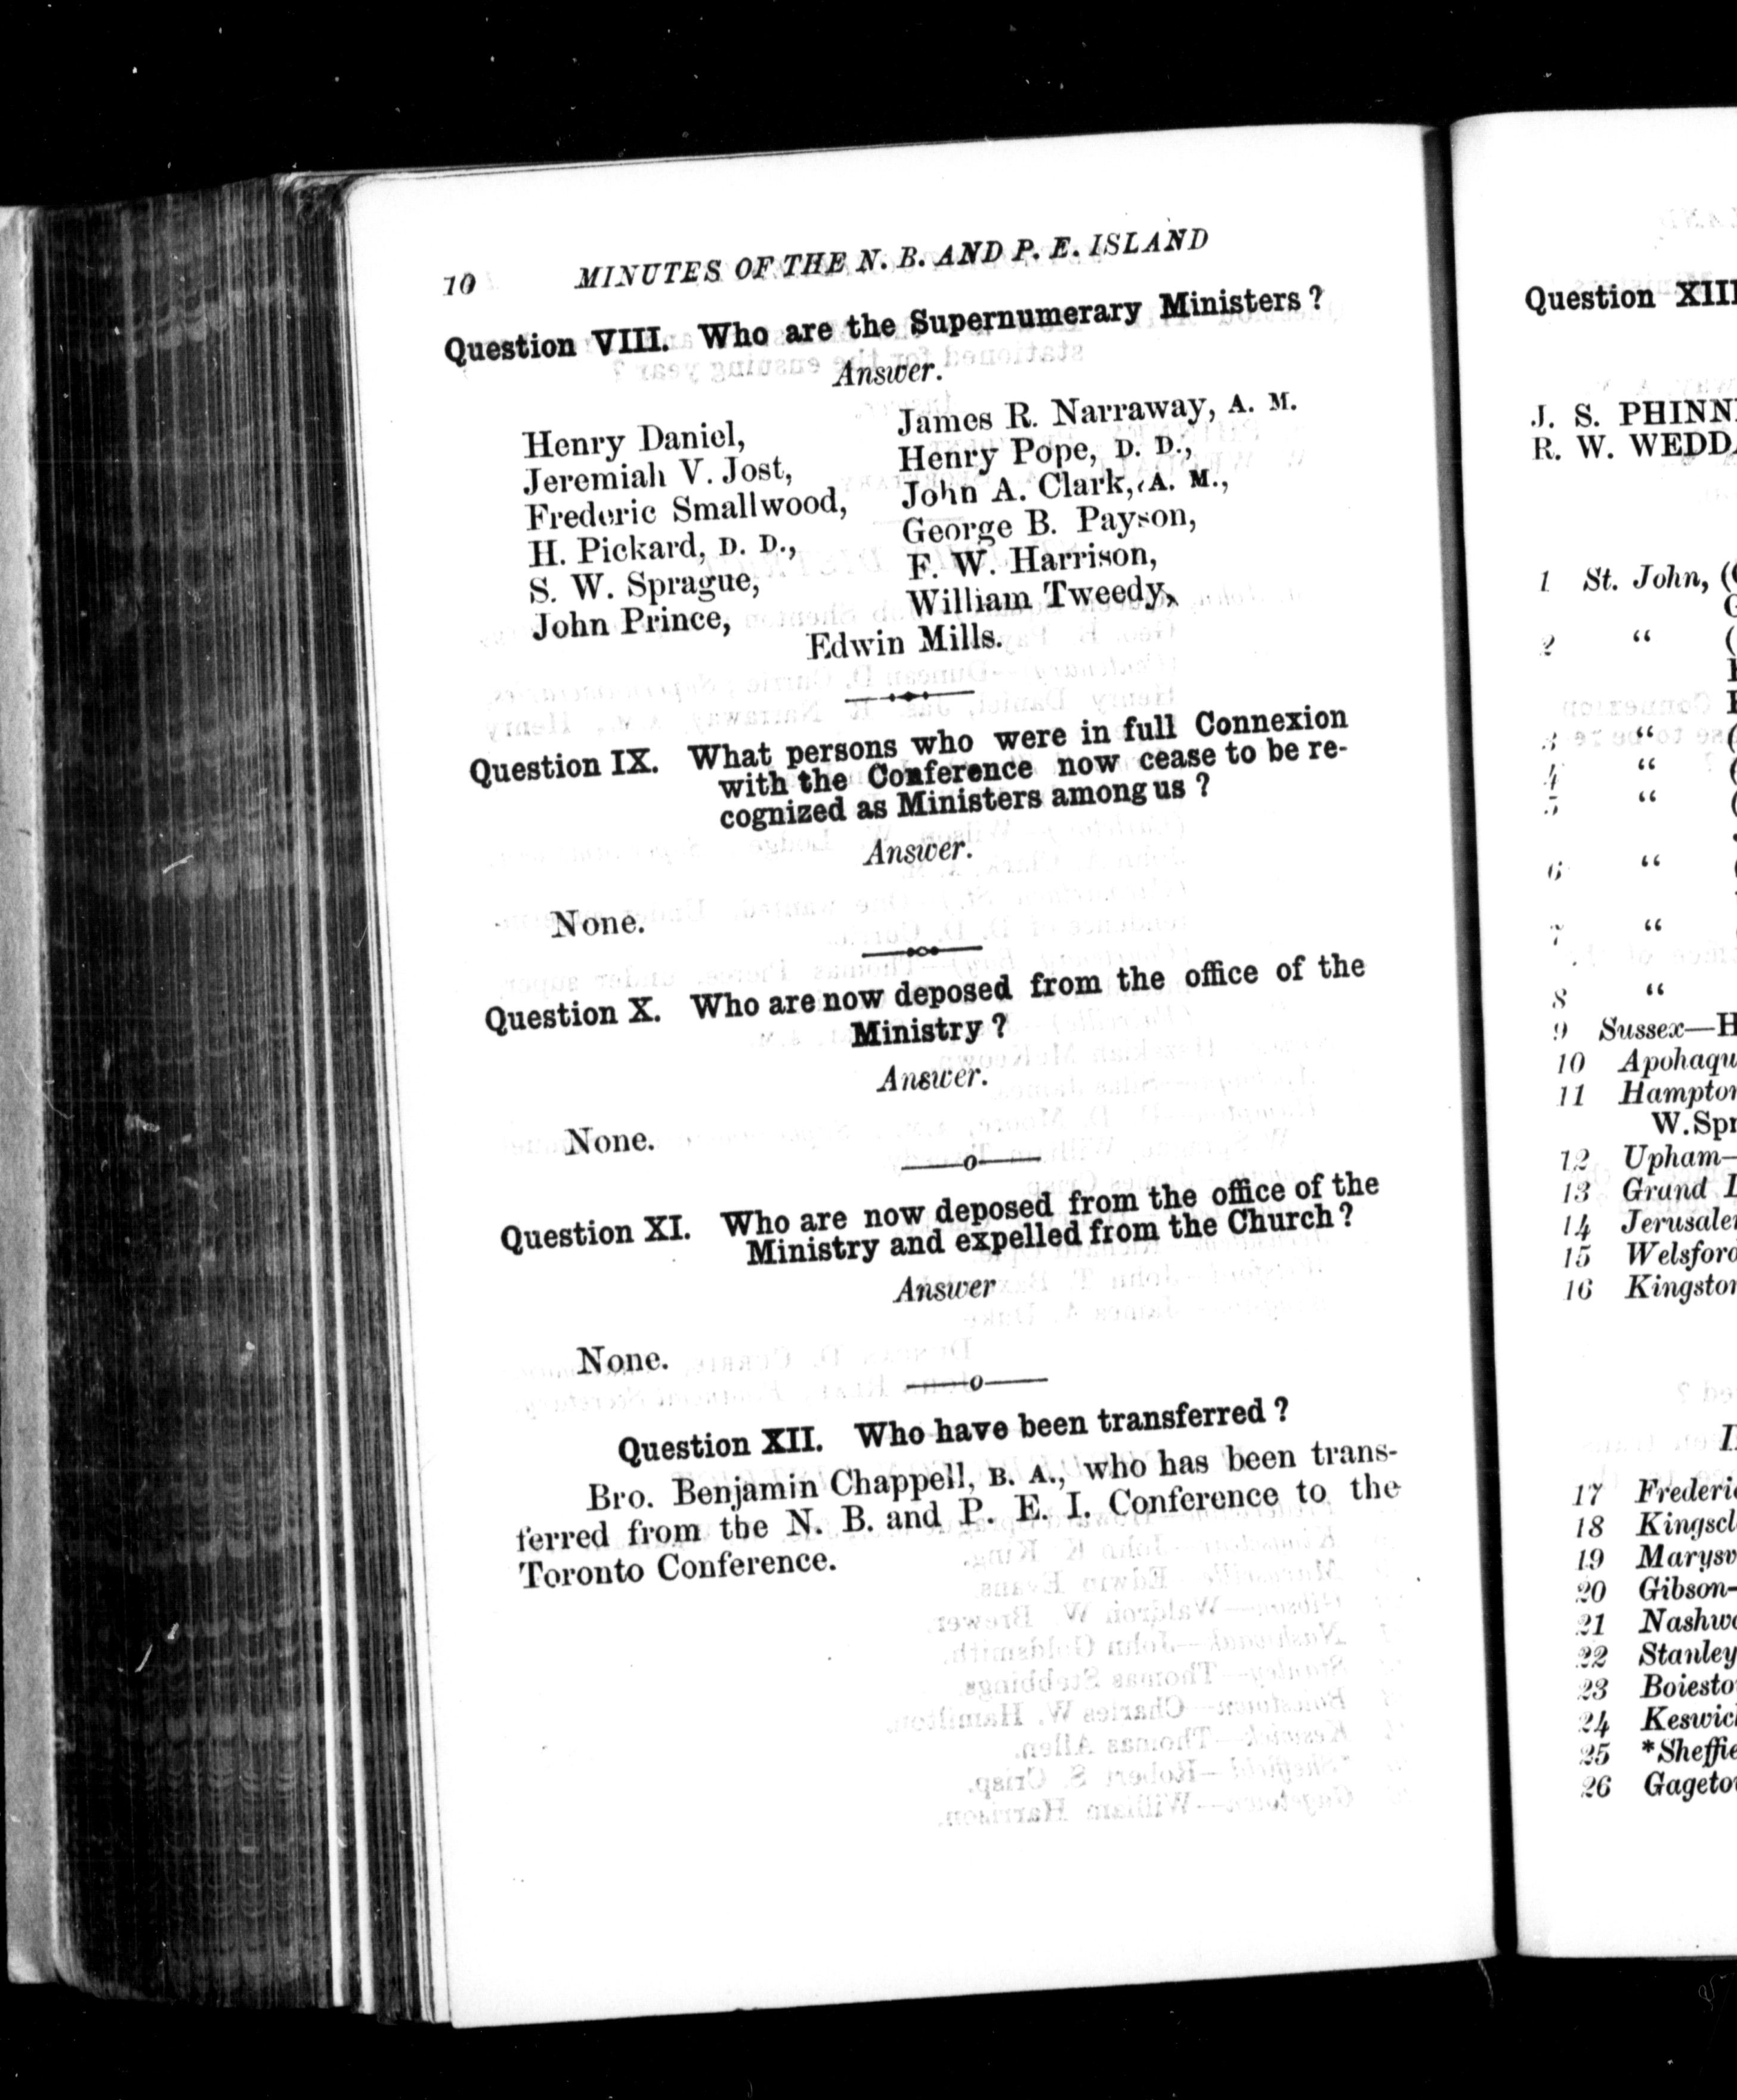 10 MINUTES OF THE N. B. AND P. E. ISLAND
Question VIII. Who are the Supernumerary Ministers?
Answer.
Henry Daniel,
Jeremiah V. Jost,
Frederic Smallwood,
H. Pickard, D. D.,
S. W. Sprague,
John Prince,
James R. Narraway, A. M.
Henry Pope, D. D.,
John A. Clark, A. M.,
George B. Payson,
F. W. Harrison,
William Tweedy,
Edwin Mills.
Question IX. What persons who were in full Connexion
with the Conference now cease to be re-
cognized as Ministers among us?
Answer.
None.
Question X. Who are now deposed from the office of the
Ministry?
Answer.
None.
Question XI. Who are now deposed from the office of the
Ministry and expelled from the Church?
Answer
None.
Question XII. Who have been transferred?
Bro. Benjamin Chappell, B. A., who has been trans-
ferred from the N. B. and P. E. I. Conference to the
Toronto Conference.
Question XIII
J. S. PHINN
R. W. WEDD
1 St. John, (
2 " (
3 " (
4 " (
5 " (
6 "
7 "
8 "
9 Sussex—H
10 Apohaqu
11 Hampton
W. Spr
12 Upham—
13 Grand L
14 Jerusale
15 Welsford
16 Kingston
17 Frederi
18 Kingscl
19 Marysv
20 Gibson—
21 Nashw
22 Stanley
23 Boiesto
24 Keswic
25 *Sheffie
26 Gageto